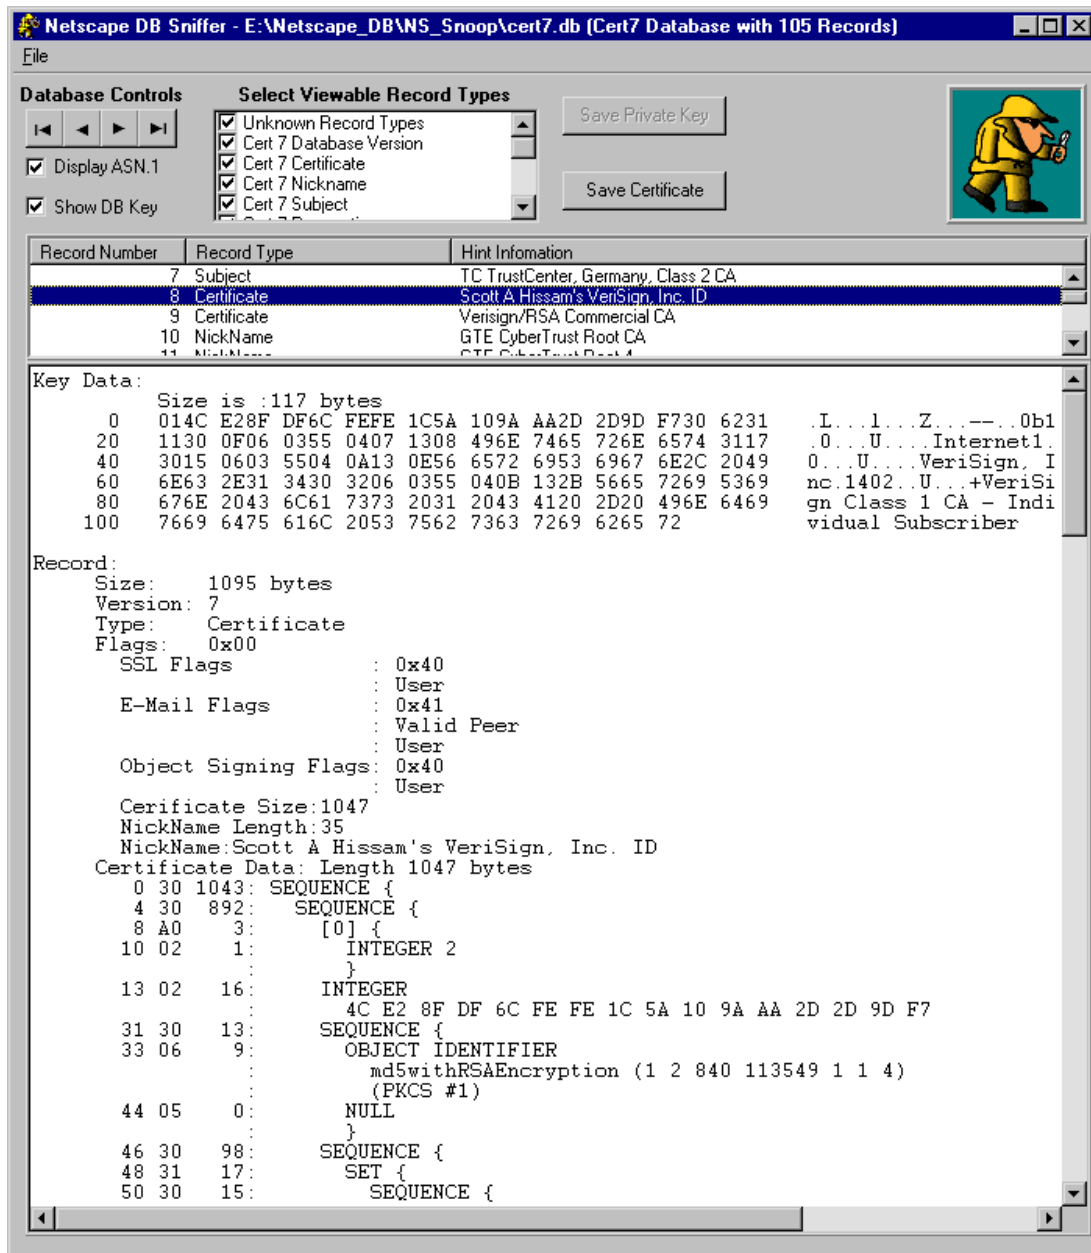 Netscape DB Sniffer - E:\Netscape_DB\NS_Snoop\cert7.db (Cert7 Database with 105 Records)
File
Database Controls
Display ASN.1
Show DB Key
Select Viewable Record Types
Unknown Record Types
Cert 7 Database Version
Cert 7 Certificate
Cert 7 Nickname
Cert 7 Subject
Save Private Key
Save Certificate
Record Number Record Type Hint Infomation
7 Subject TC TrustCenter, Germany, Class 2 CA
8 Certificate Scott A Hissam's VeriSign, Inc. ID
9 Certificate Verisign/RSA Commercial CA
10 NickName GTE CyberTrust Root CA
11 NickName GTE CyberTrust Root 4
Key Data:
Size is :117 bytes
0 014C E28F DF6C FEFE 1C5A 109A AA2D 2D9D F730 6231 .L...l...Z...--..0b1
20 1130 0F06 0355 0407 1308 496E 7465 726E 6574 3117 .0...U....Internet1.
40 3015 0603 5504 0A13 0E56 6572 6953 6967 6E2C 2049 0...U....VeriSign, I
60 6E63 2E31 3430 3206 0355 040B 132B 5665 7269 5369 nc.1402..U...+VeriSi
80 676E 2043 6C61 7373 2031 2043 4120 2D20 496E 6469 gn Class 1 CA - Indi
100 7669 6475 616C 2053 7562 7363 7269 6265 72 vidual Subscriber
Record:
Size: 1095 bytes
Version: 7
Type: Certificate
Flags: 0x00
SSL Flags : 0x40
: User
E-Mail Flags : 0x41
: Valid Peer
: User
Object Signing Flags: 0x40
: User
Cerificate Size:1047
NickName Length:35
NickName:Scott A Hissam's VeriSign, Inc. ID
Certificate Data: Length 1047 bytes
0 30 1043: SEQUENCE {
4 30 892: SEQUENCE {
8 A0 3: [0] {
10 02 1: INTEGER 2
: }
13 02 16: INTEGER
: 4C E2 8F DF 6C FE FE 1C 5A 10 9A AA 2D 2D 9D F7
31 30 13: SEQUENCE {
33 06 9: OBJECT IDENTIFIER
: md5withRSAEncryption (1 2 840 113549 1 1 4)
: (PKCS #1)
44 05 0: NULL
: }
46 30 98: SEQUENCE {
48 31 17: SET {
50 30 15: SEQUENCE {